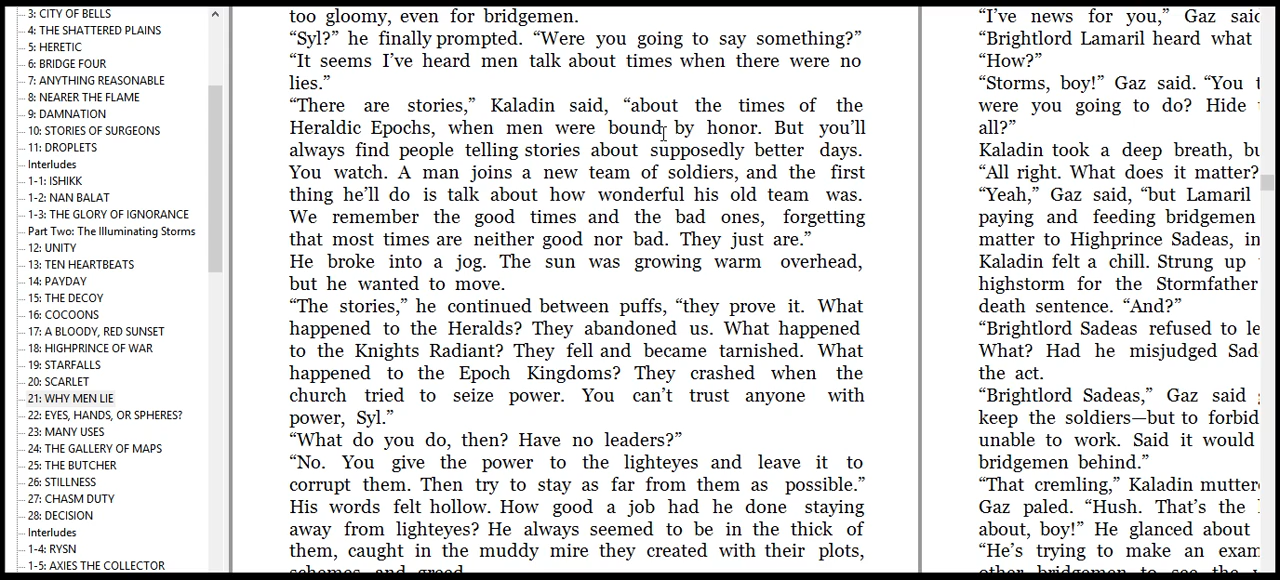 3: CITY OF BELLS
4: THE SHATTERED PLAINS
5: HERETIC
6: BRIDGE FOUR
7: ANYTHING REASONABLE
8: NEARER THE FLAME
9: DAMNATION
10: STORIES OF SURGEONS
11: DROPLETS
Interludes
1-1: ISHIKK
1-2: NAN BALAT
1-3: THE GLORY OF IGNORANCE
Part Two: The Illuminating Storms
12: UNITY
13: TEN HEARTBEATS
14: PAYDAY
15: THE DECOY
16: COCOONS
17: A BLOODY, RED SUNSET
18: HIGHPRINCE OF WAR
19: STARFALLS
20: SCARLET
21: WHY MEN LIE
22: EYES, HANDS, OR SPHERES?
23: MANY USES
24: THE GALLERY OF MAPS
25: THE BUTCHER
26: STILLNESS
27: CHASM DUTY
28: DECISION
Interludes
1-4: RYSN
1-5: AXIES THE COLLECTOR
too gloomy, even for bridgemen.
“Syl?” he finally prompted. “Were you going to say something?”
“It seems I’ve heard men talk about times when there were no
lies.”
“There are stories,” Kaladin said, “about the times of the
Heraldic Epochs, when men were bound by honor. But you’ll
always find people telling stories about supposedly better days.
You watch. A man joins a new team of soldiers, and the first
thing he’ll do is talk about how wonderful his old team was.
We remember the good times and the bad ones, forgetting
that most times are neither good nor bad. They just are.”
He broke into a jog. The sun was growing warm overhead,
but he wanted to move.
“The stories,” he continued between puffs, “they prove it. What
happened to the Heralds? They abandoned us. What happened
to the Knights Radiant? They fell and became tarnished. What
happened to the Epoch Kingdoms? They crashed when the
church tried to seize power. You can’t trust anyone with
power, Syl.”
“What do you do, then? Have no leaders?”
“No. You give the power to the lighteyes and leave it to
corrupt them. Then try to stay as far from them as possible.”
His words felt hollow. How good a job had he done staying
away from lighteyes? He always seemed to be in the thick of
them, caught in the muddy mire they created with their plots,
schemes, and greed.
“I’ve news for you,” Gaz
“Brightlord Lamaril heard what
“How?”
“Storms, boy!” Gaz said. “You
were you going to do? Hide
all?”
Kaladin took a deep breath,
“All right. What does it matter?
“Yeah,” Gaz said, “but Lamaril
paying and feeding bridgemen
matter to Highprince Sadeas, in
Kaladin felt a chill. Strung up
highstorm for the Stormfather
death sentence. “And?”
“Brightlord Sadeas refused to
What? Had he misjudged
the act.
“Brightlord Sadeas,” Gaz said
keep the soldiers—but to
unable to work. Said it would
bridgemen behind.”
“That cremling,” Kaladin
Gaz paled. “Hush. That’s the
about, boy!” He glanced about
“He’s trying to make an
other bridgemen to see the